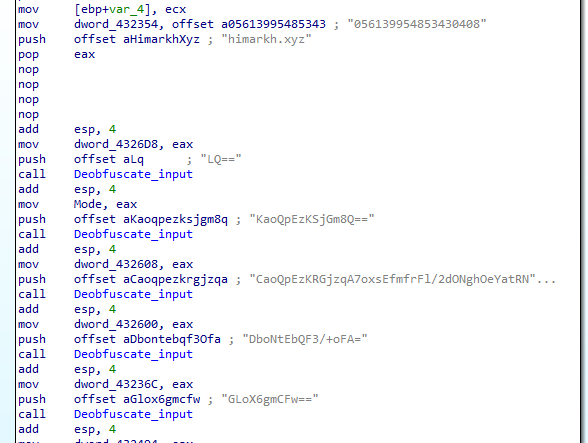 mov [ebp+var_4], ecx
mov dword_432354, offset a05613995485343 ; "056139954853430408"
push offset aHimarkhXyz ; "himarkh.xyz"
pop eax
nop
nop
nop
nop
add esp, 4
mov dword_4326D8, eax
push offset aLq ; "LQ=="
call Deobfuscate_input
add esp, 4
mov Mode, eax
push offset aKaoqpezksjgm8q ; "KaoQpEzKSjGm8Q=="
call Deobfuscate_input
add esp, 4
mov dword_432608, eax
push offset aCaoqpezkrgjzqa ; "CaoQpEzKRGjzqA7oxsEfmfrFl/2dONghOeYatRN"...
call Deobfuscate_input
add esp, 4
mov dword_432600, eax
push offset aDbontebqf3Ofa ; "DboNtEbQF3/+oFA="
call Deobfuscate_input
add esp, 4
mov dword_43236C, eax
push offset aGlox6gmcfw ; "GLoX6gmCFw=="
call Deobfuscate_input
add esp, 4